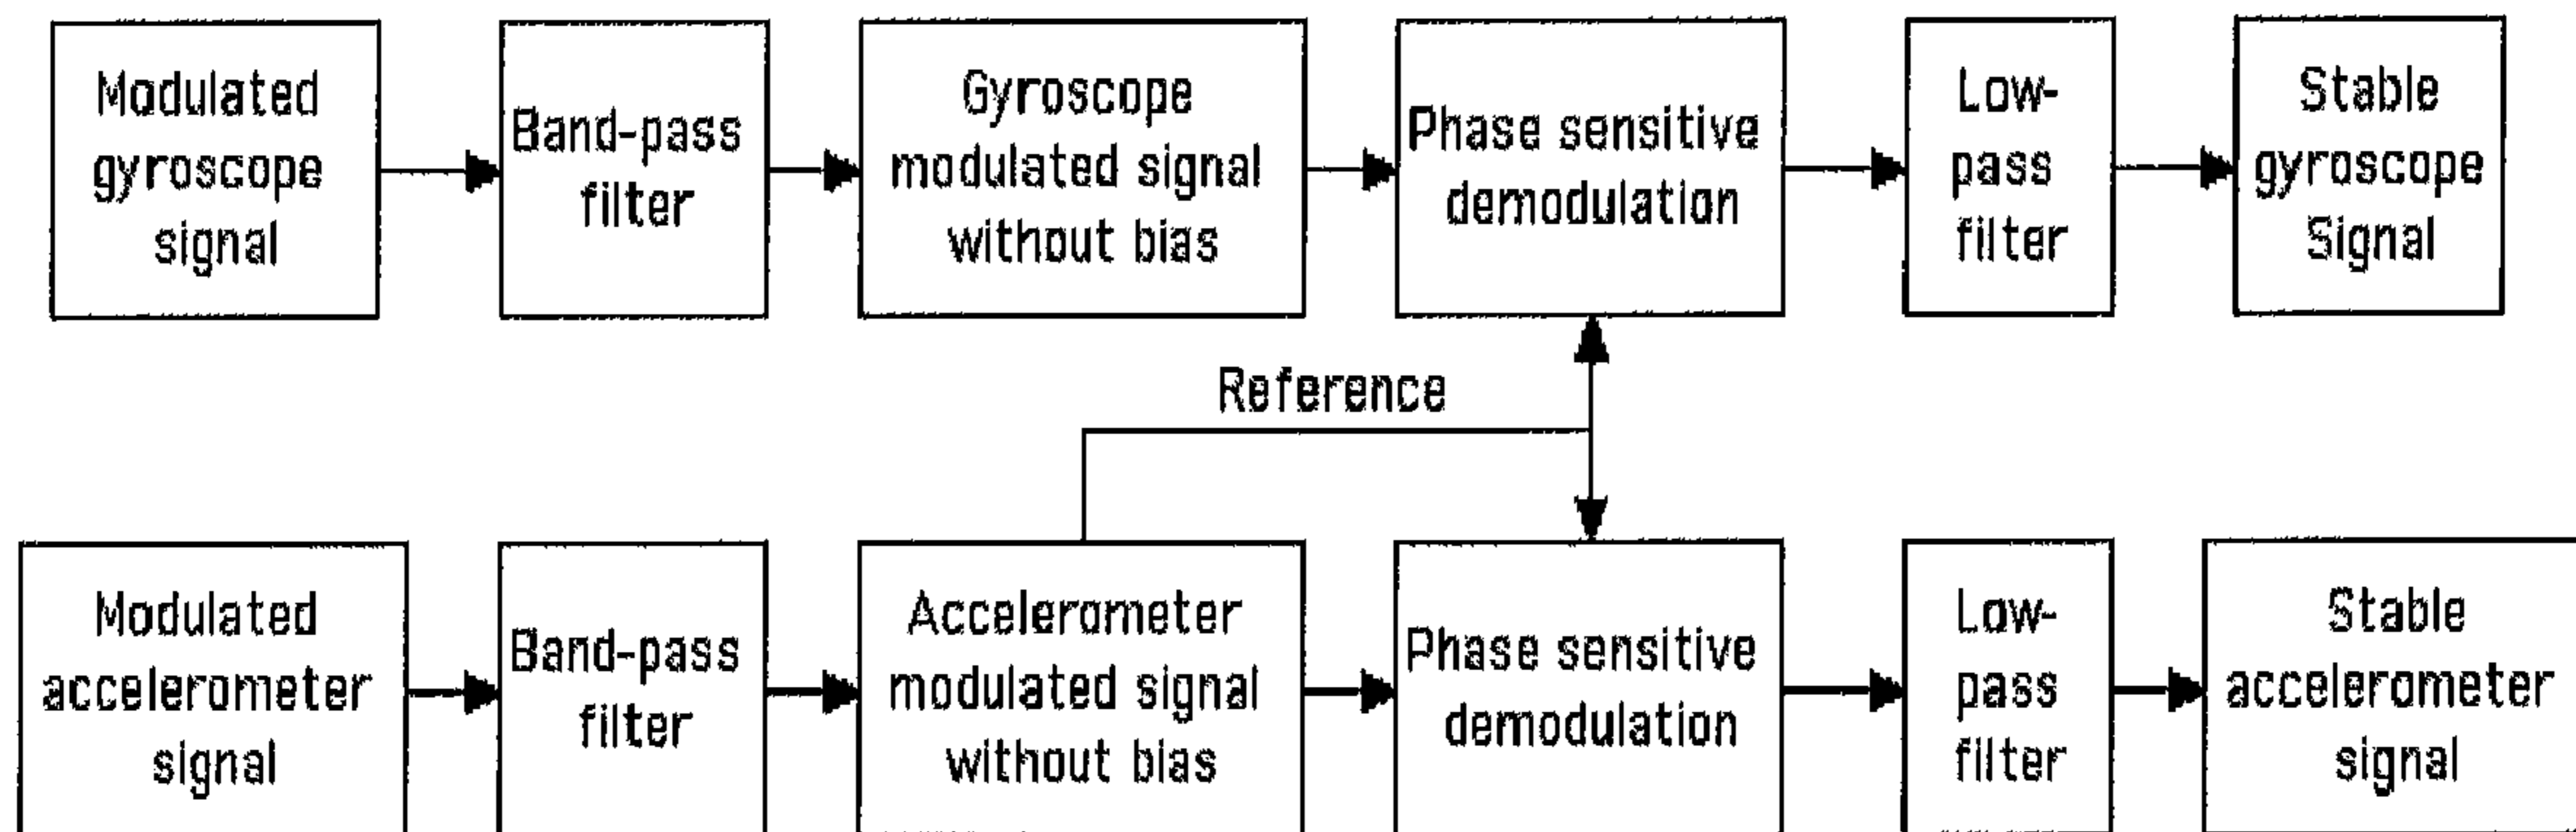 Modulated
gyroscope
signal
Band-pass
filter
Gyroscope
modulated signal
without bias
Phase sensitive
demodulation
Low-
pass
filter
Stable
gyroscope
Signal
Reference
Modulated
accelerometer
signal
Band-pass
filter
Accelerometer
modulated signal
without bias
Phase sensitive
demodulation
Low-
pass
filter
Stable
accelerometer
signal